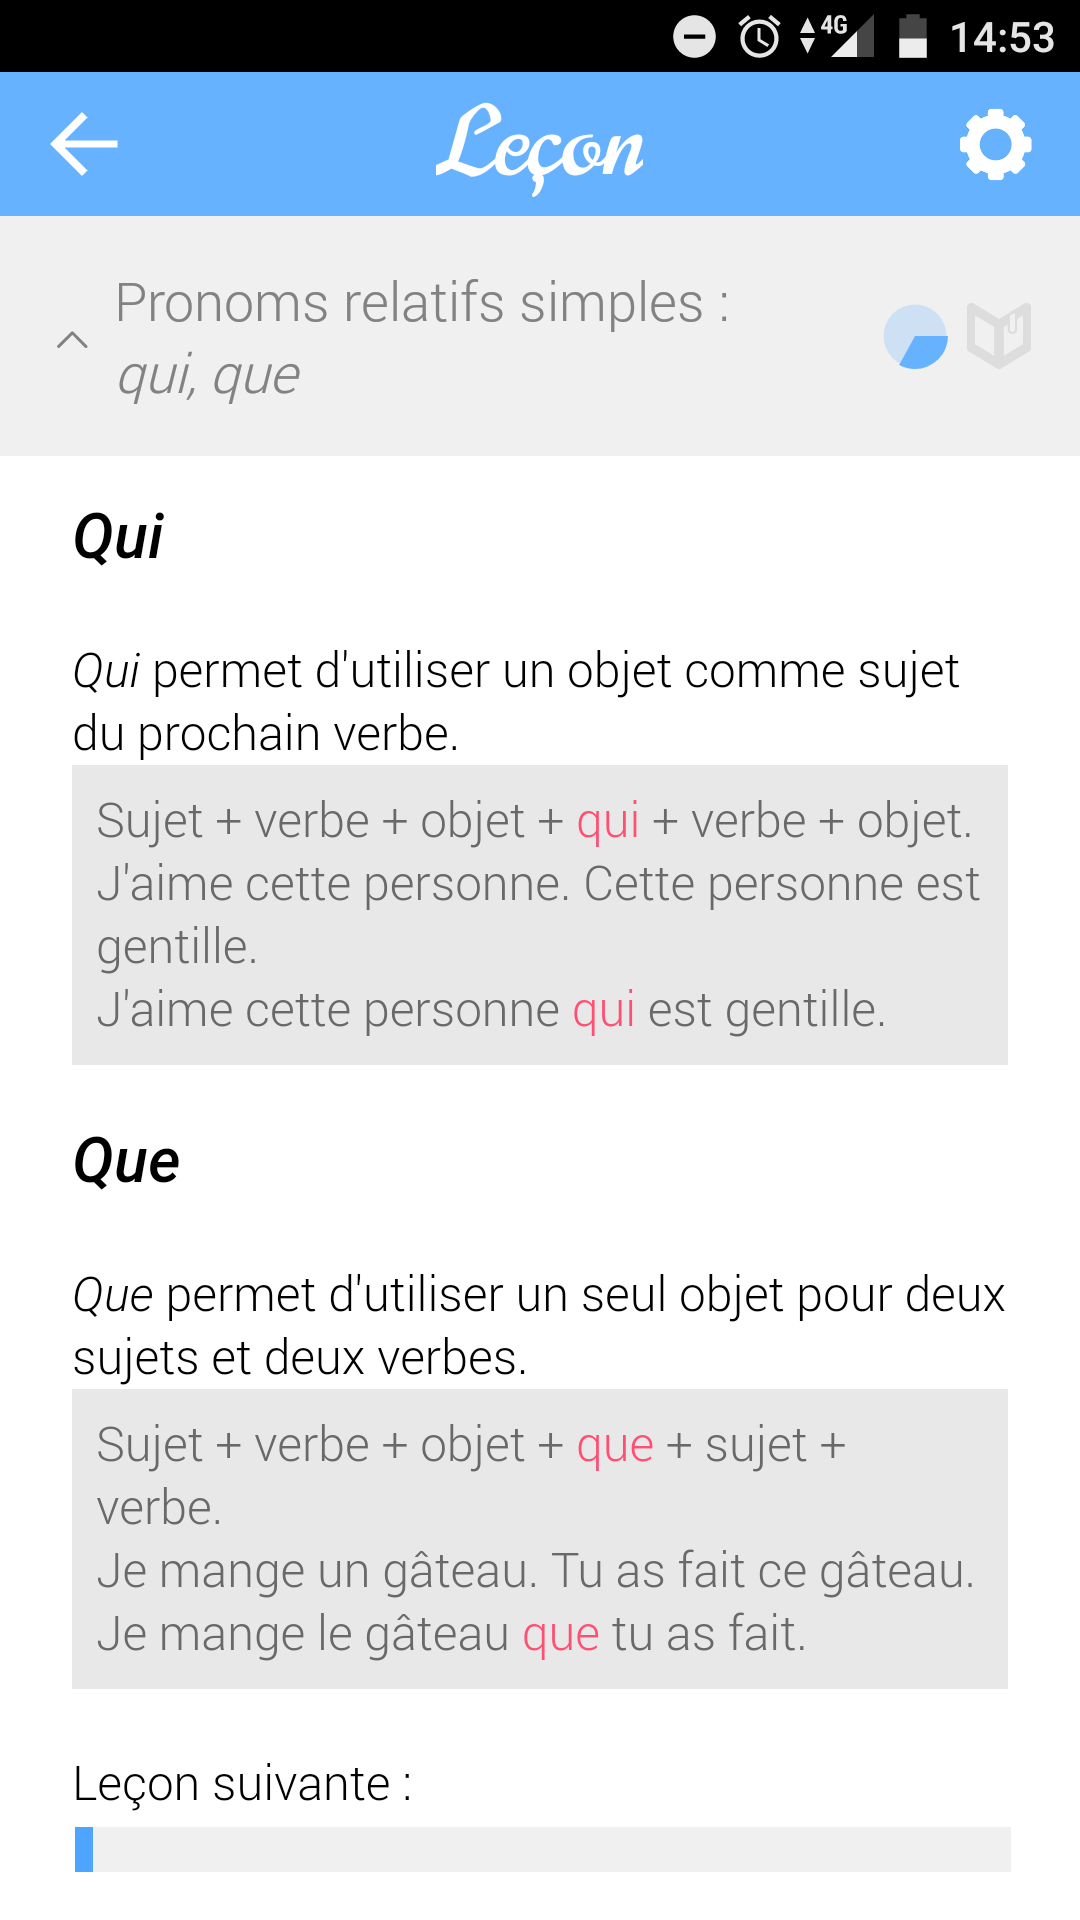 4G 14:53
Leçon
Pronoms relatifs simples :
qui, que
Qui
Qui permet d'utiliser un objet comme sujet
du prochain verbe.
Sujet + verbe + objet + qui + verbe + objet.
J'aime cette personne. Cette personne est
gentille.
J'aime cette personne qui est gentille.
Que
Que permet d'utiliser un seul objet pour deux
sujets et deux verbes.
Sujet + verbe + objet + que + sujet +
verbe.
Je mange un gâteau. Tu as fait ce gâteau.
Je mange le gâteau que tu as fait.
Leçon suivante :